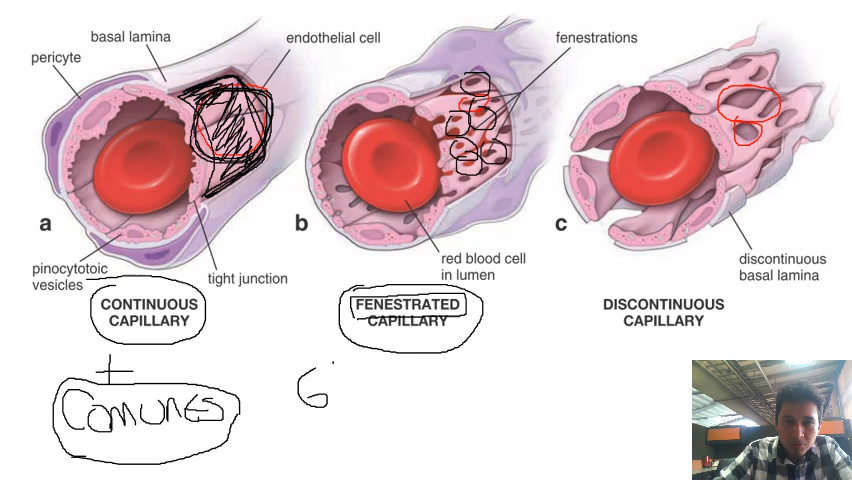 basal lamina
endothelial cell
fenestrations
pericyte
a
b
c
pinocytotoic
vesicles
tight junction
red blood cell
in lumen
discontinuous
basal lamina
CONTINUOUS
CAPILLARY
FENESTRATED
CAPILLARY
DISCONTINUOUS
CAPILLARY
+
COMUNES
G